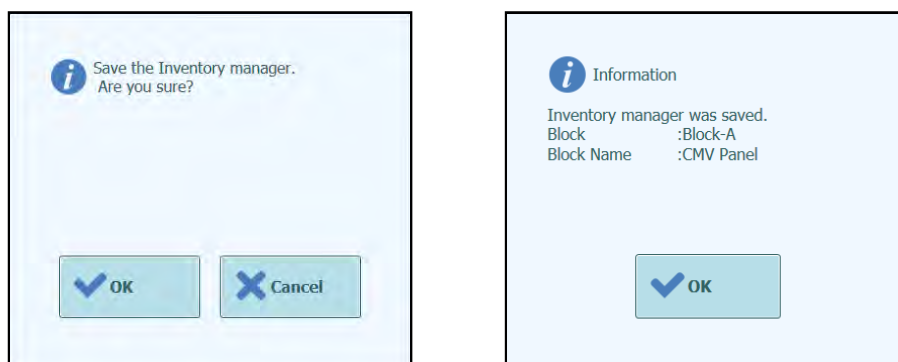 Save the Inventory manager.
Are you sure?
OK
Cancel
Information
Inventory manager was saved.
Block :Block-A
Block Name :CMV Panel
OK